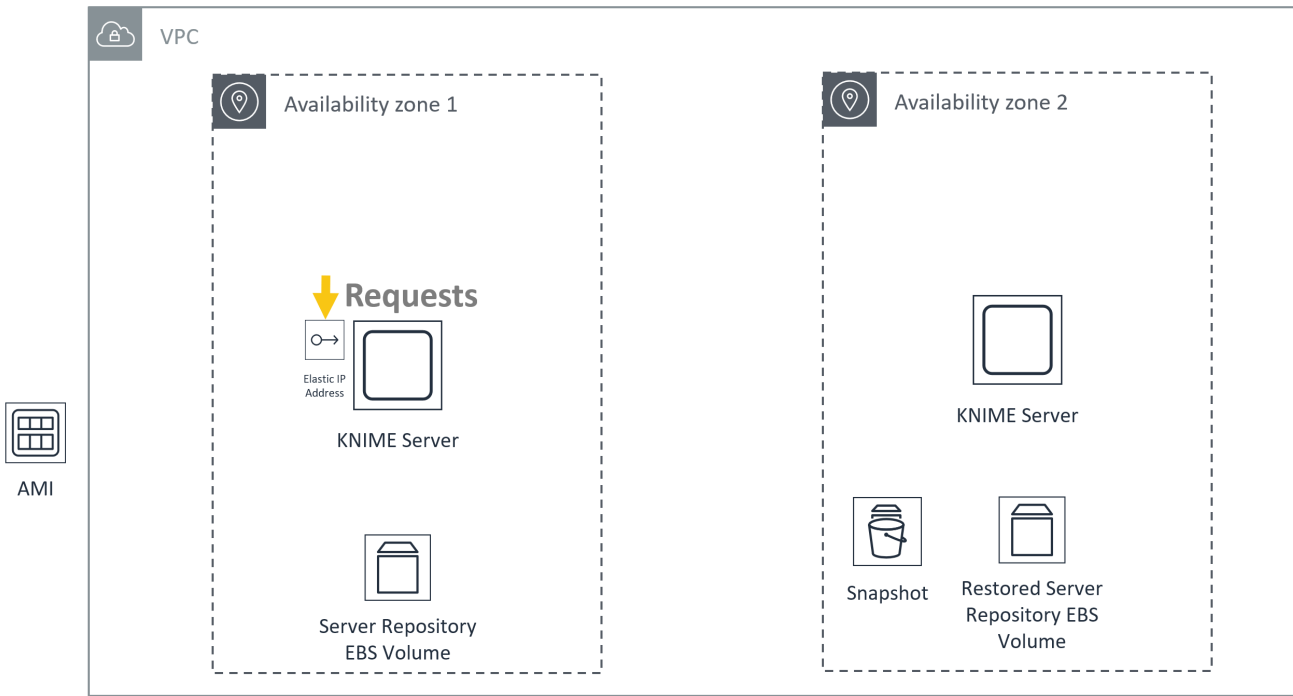 VPC
Availability zone 1
Availability zone 2
Requests
Elastic IP
Address
KNIME Server
KNIME Server
AMI
Server Repository
EBS Volume
Snapshot
Restored Server
Repository EBS
Volume